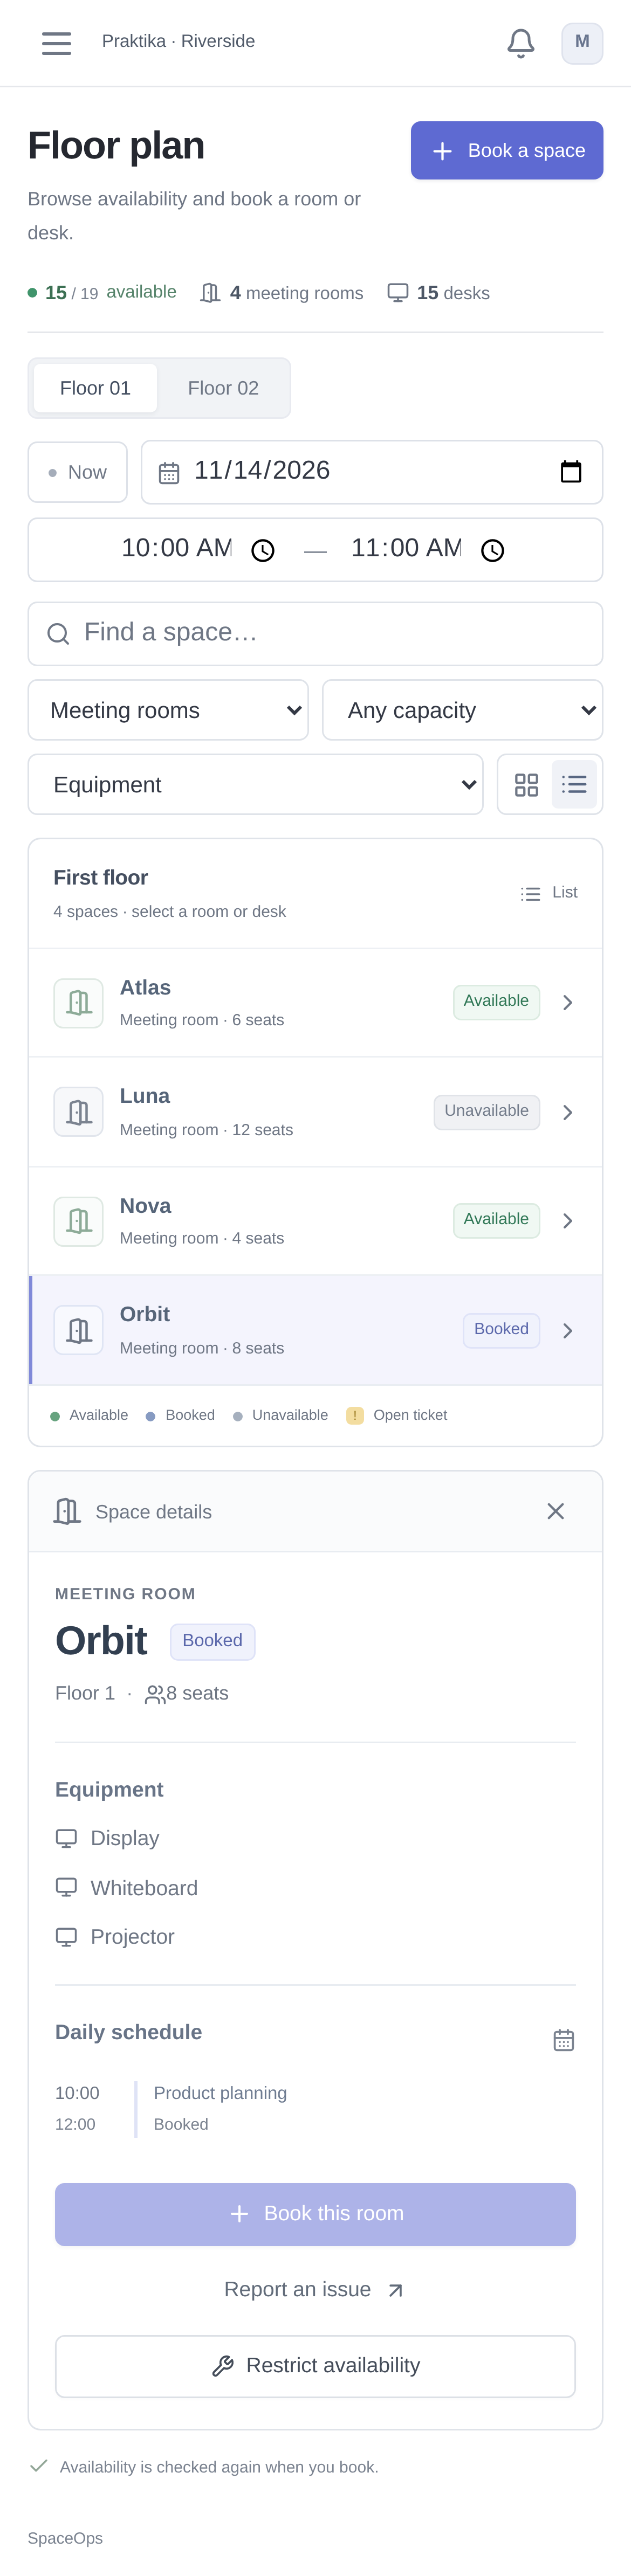 Praktika · Riverside
M
Floor plan
Book a space
Browse availability and book a room or
desk.
15 / 19 available
4 meeting rooms
15 desks
Floor 01
Floor 02
Now
11/14/2026
10:00 AM — 11:00 AM
Find a space…
Meeting rooms
Any capacity
Equipment
First floor
4 spaces · select a room or desk
List
Atlas
Meeting room · 6 seats
Available
Luna
Meeting room · 12 seats
Unavailable
Nova
Meeting room · 4 seats
Available
Orbit
Meeting room · 8 seats
Booked
Available
Booked
Unavailable
! Open ticket
Space details
MEETING ROOM
Orbit
Booked
Floor 1 · 8 seats
Equipment
Display
Whiteboard
Projector
Daily schedule
10:00
Product planning
12:00
Booked
Book this room
Report an issue
Restrict availability
Availability is checked again when you book.
SpaceOps